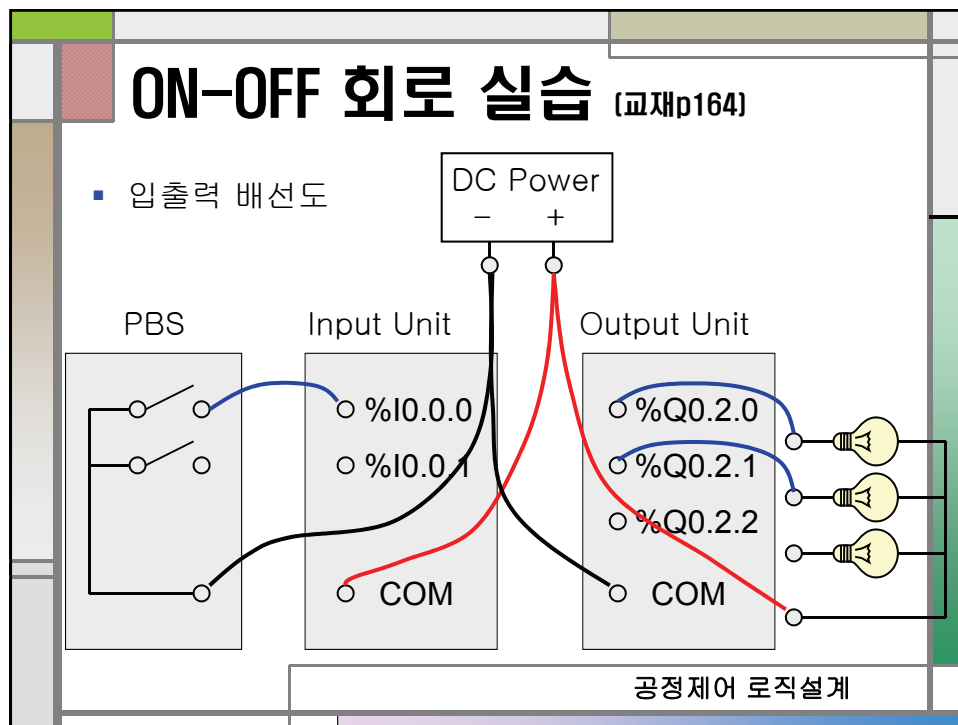 ON-OFF 회로 실습 (교재p164)
▪ 입출력 배선도
DC Power
− +
PBS
Input Unit
Output Unit
%I0.0.0
%I0.0.1
COM
%Q0.2.0
%Q0.2.1
%Q0.2.2
COM
공정제어 로직설계